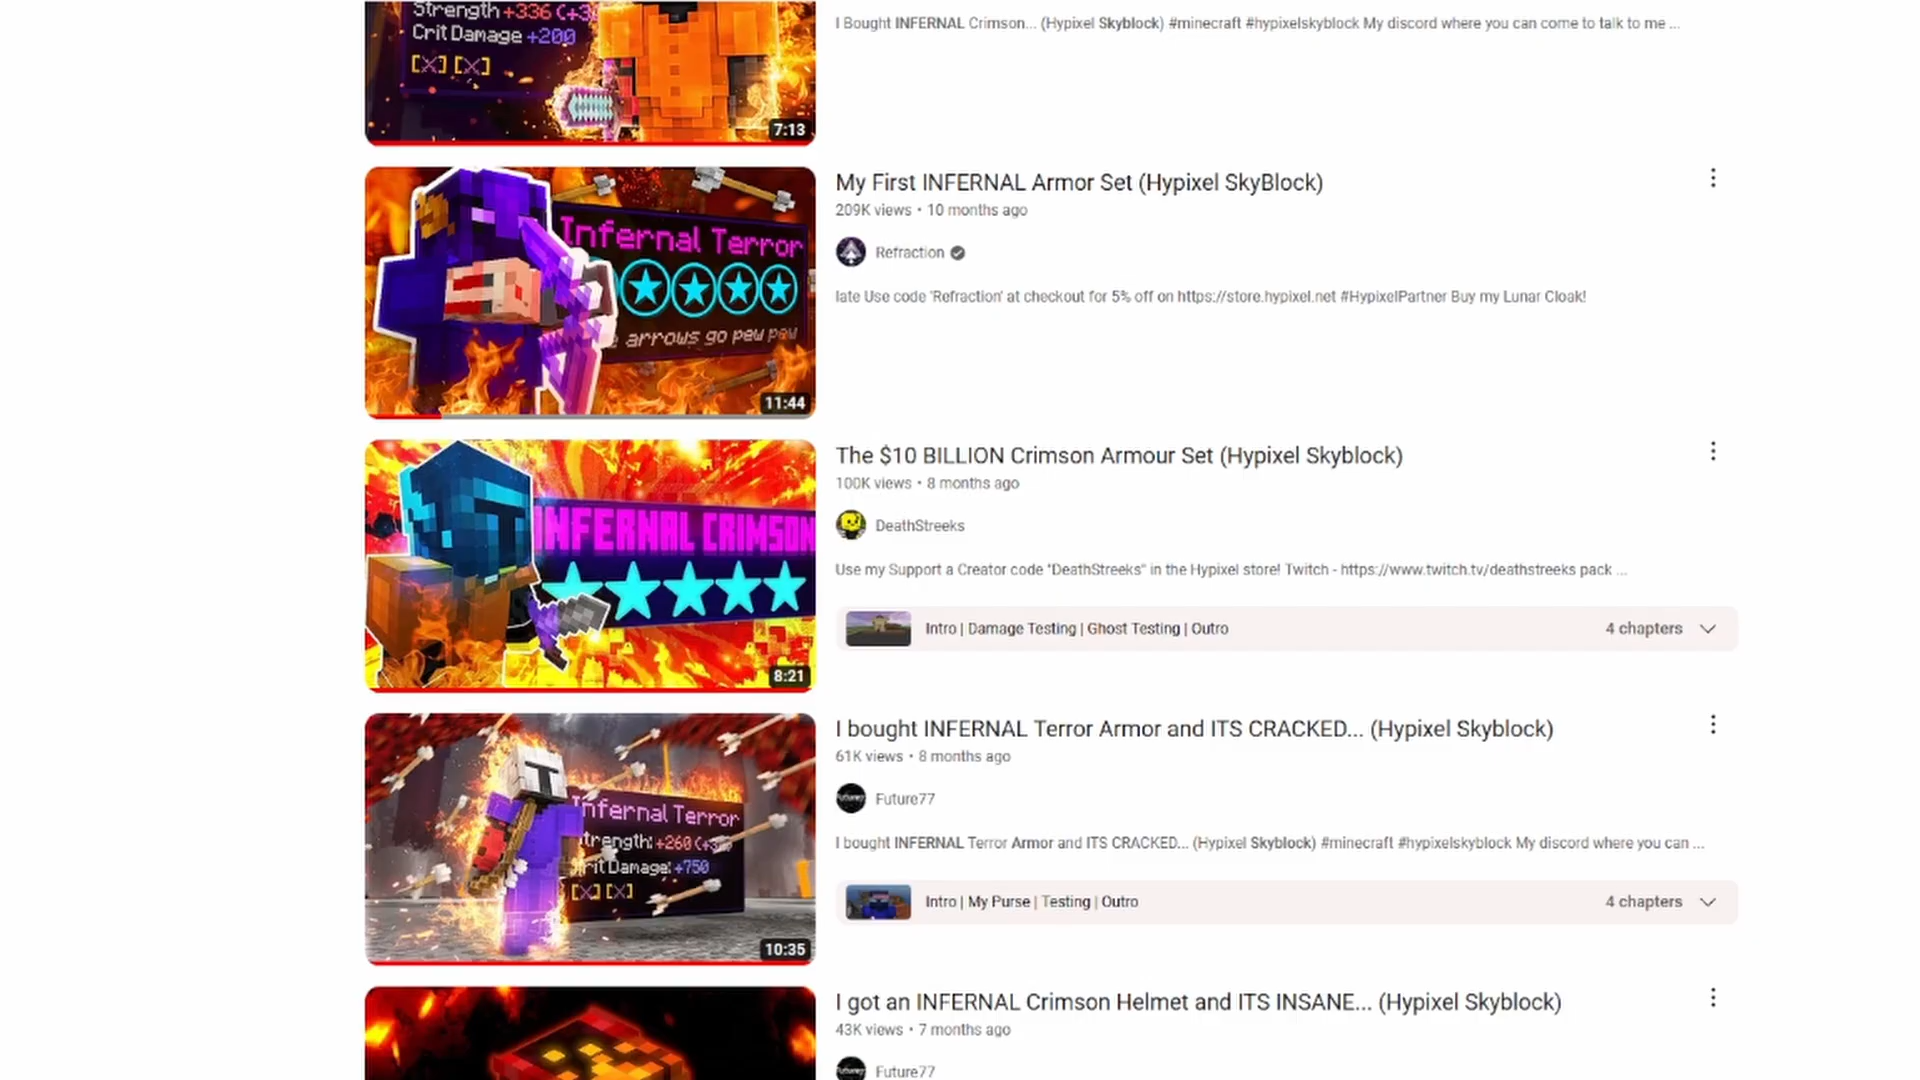 Strength +336 (+3
Crit Damage +200
[⚔] [⚔]
7:13
I Bought INFERNAL Crimson... (Hypixel Skyblock) #minecraft #hypixelskyblock My discord where you can come to talk to me ...
Infernal Terror
arrows go pew pew
11:44
My First INFERNAL Armor Set (Hypixel SkyBlock)
209K views • 10 months ago
Refraction
late Use code 'Refraction' at checkout for 5% off on https://store.hypixel.net #HypixelPartner Buy my Lunar Cloak!
INFERNAL CRIMSON
8:21
The $10 BILLION Crimson Armour Set (Hypixel Skyblock)
100K views • 8 months ago
DeathStreeks
Use my Support a Creator code "DeathStreeks" in the Hypixel store! Twitch - https://www.twitch.tv/deathstreeks pack ...
Intro | Damage Testing | Ghost Testing | Outro
4 chapters
Infernal Terror
Strength: +260 (+3
Crit Damage: +750
[⚔] [⚔]
10:35
I bought INFERNAL Terror Armor and ITS CRACKED... (Hypixel Skyblock)
61K views • 8 months ago
Future77
I bought INFERNAL Terror Armor and ITS CRACKED... (Hypixel Skyblock) #minecraft #hypixelskyblock My discord where you can ...
Intro | My Purse | Testing | Outro
4 chapters
I got an INFERNAL Crimson Helmet and ITS INSANE... (Hypixel Skyblock)
43K views • 7 months ago
Future77